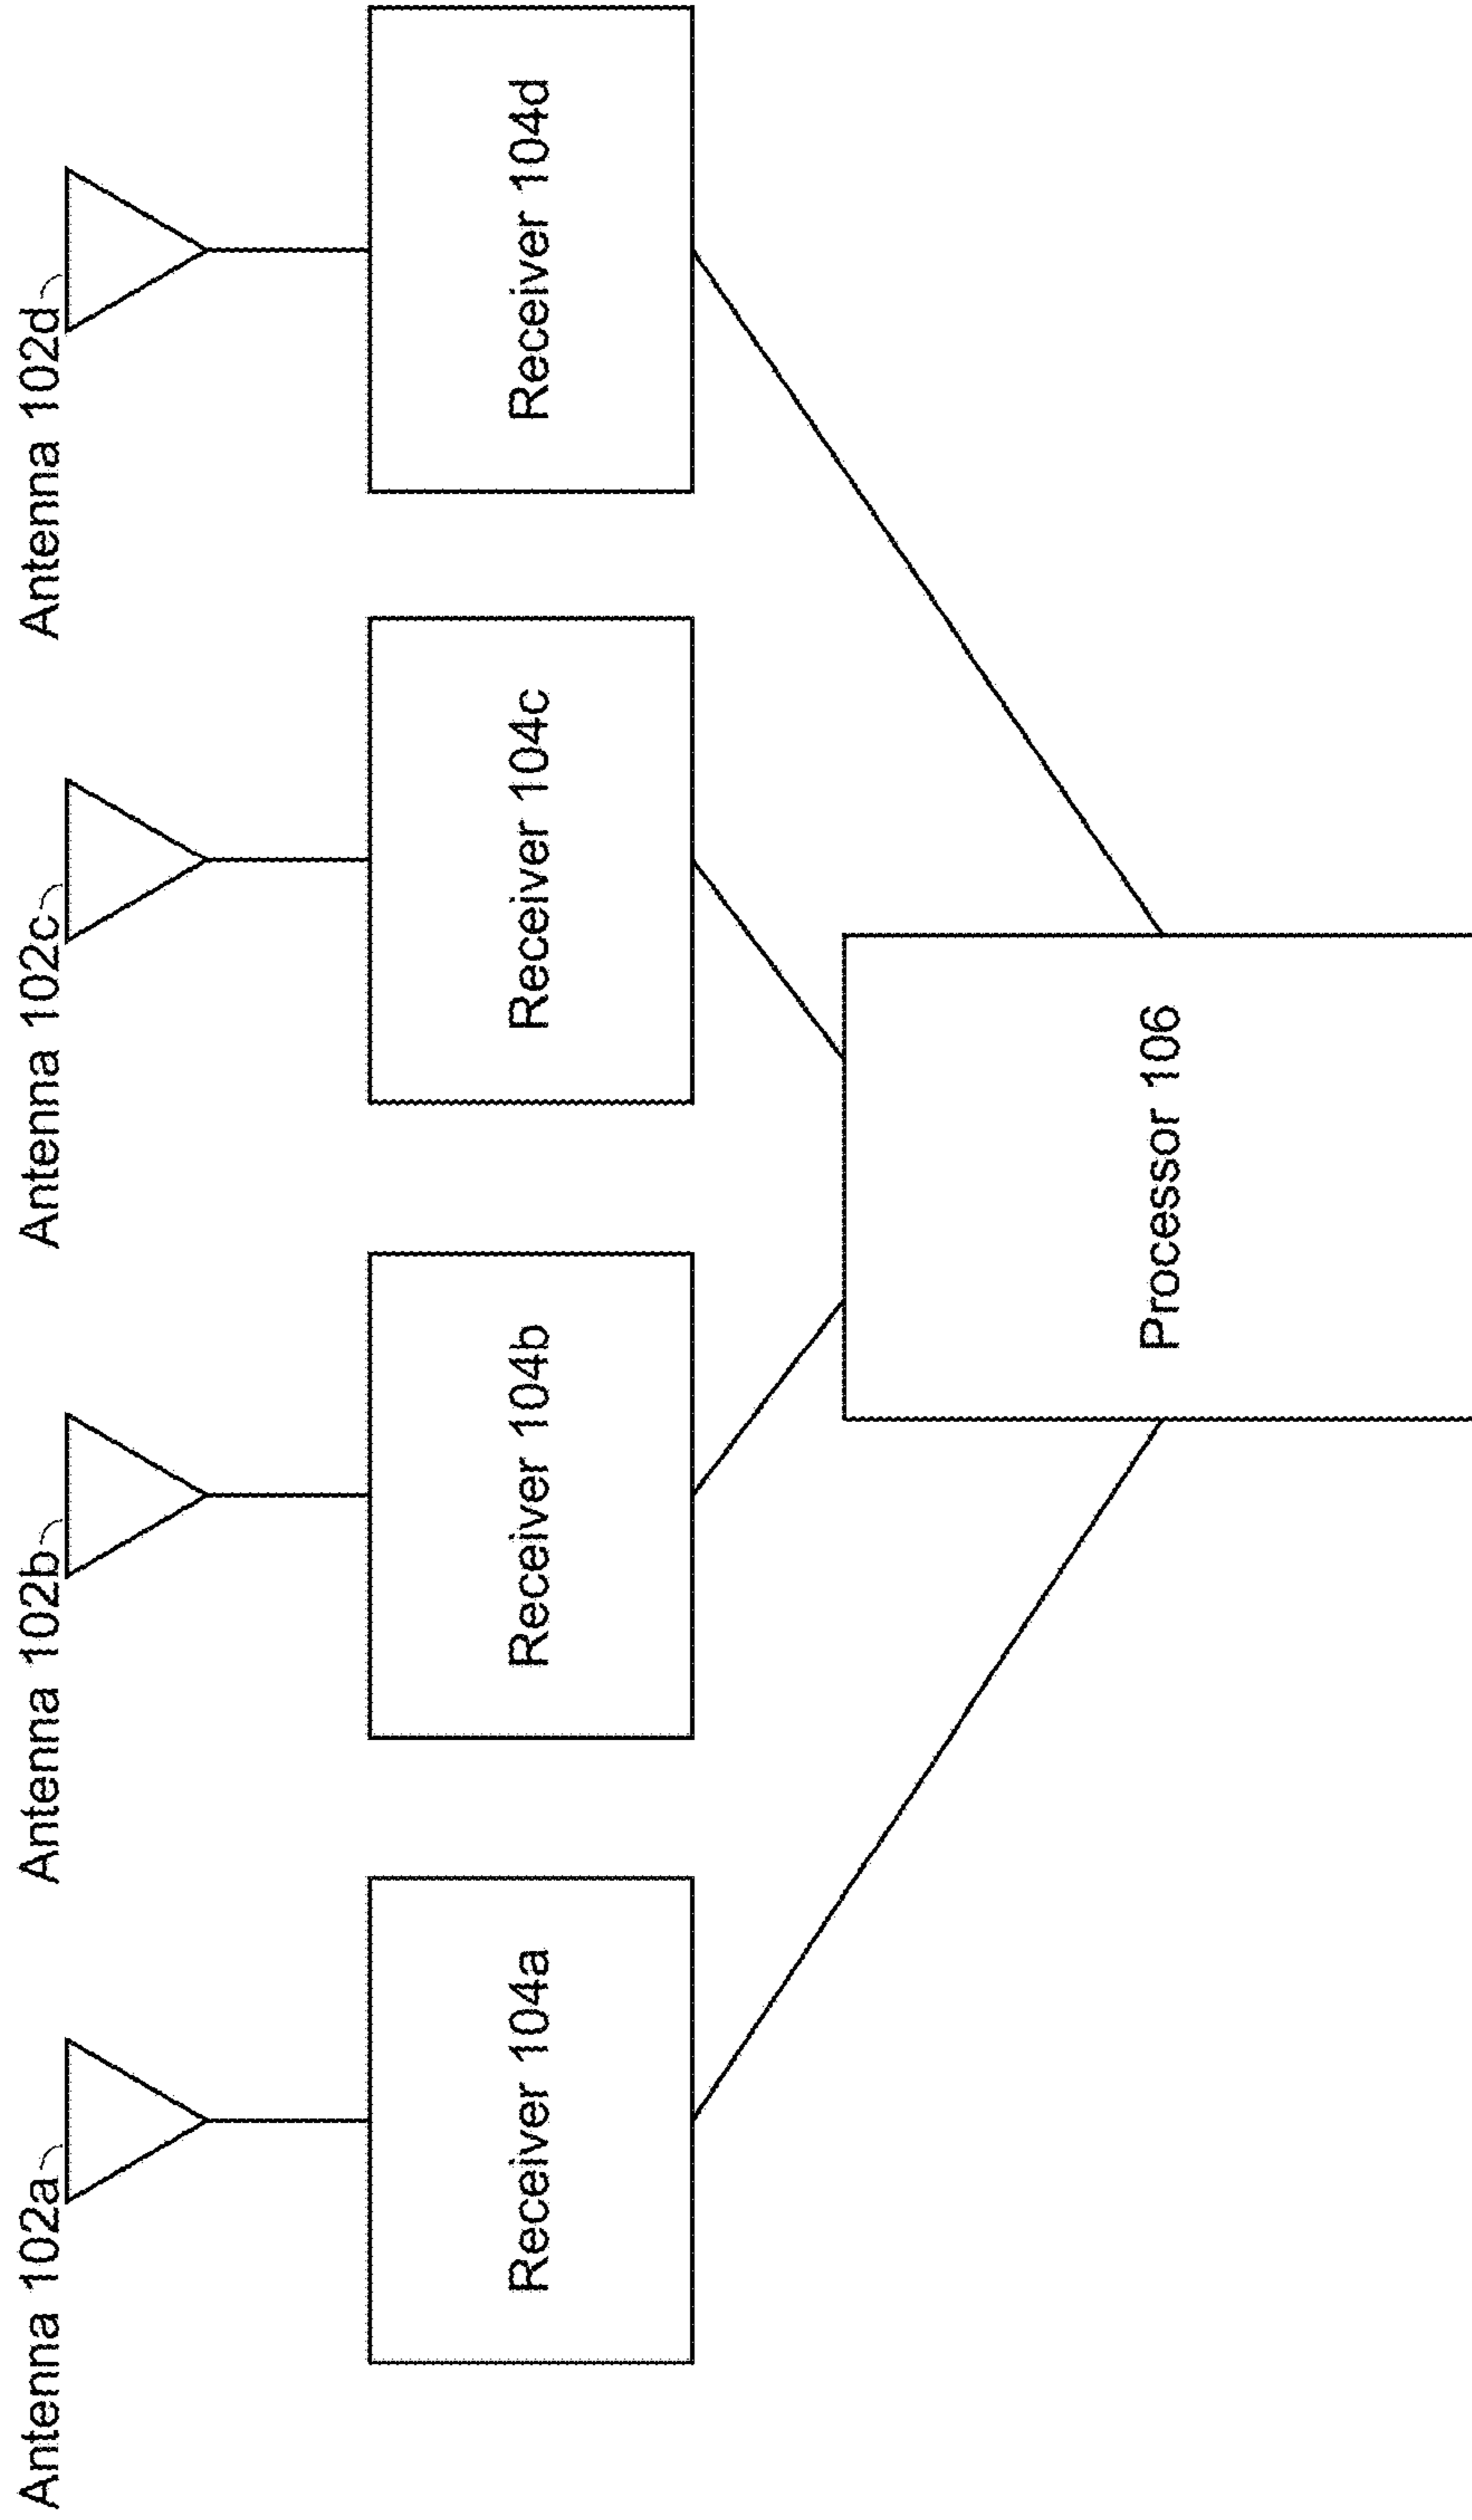 Antenna 102a
Antenna 102b
Antenna 102c
Antenna 102d
Receiver 104a
Receiver 104b
Receiver 104c
Receiver 104d
Processor 106